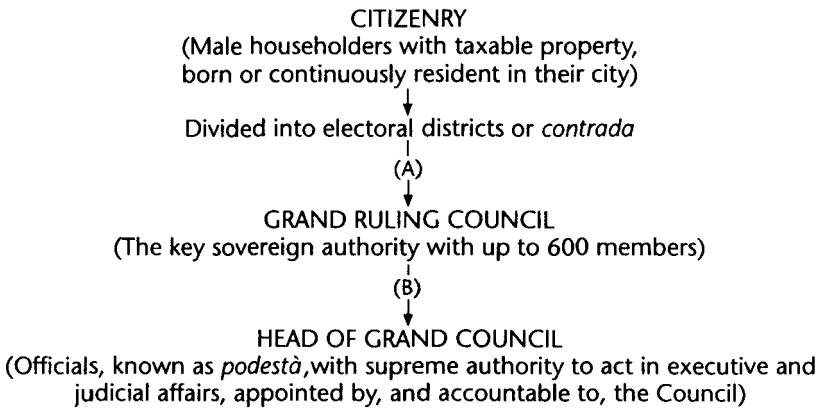 CITIZENRY
(Male householders with taxable property,
born or continuously resident in their city)
Divided into electoral districts or contrada
(A)
GRAND RULING COUNCIL
(The key sovereign authority with up to 600 members)
(B)
HEAD OF GRAND COUNCIL
(Officials, known as podestà,with supreme authority to act in executive and
judicial affairs, appointed by, and accountable to, the Council)